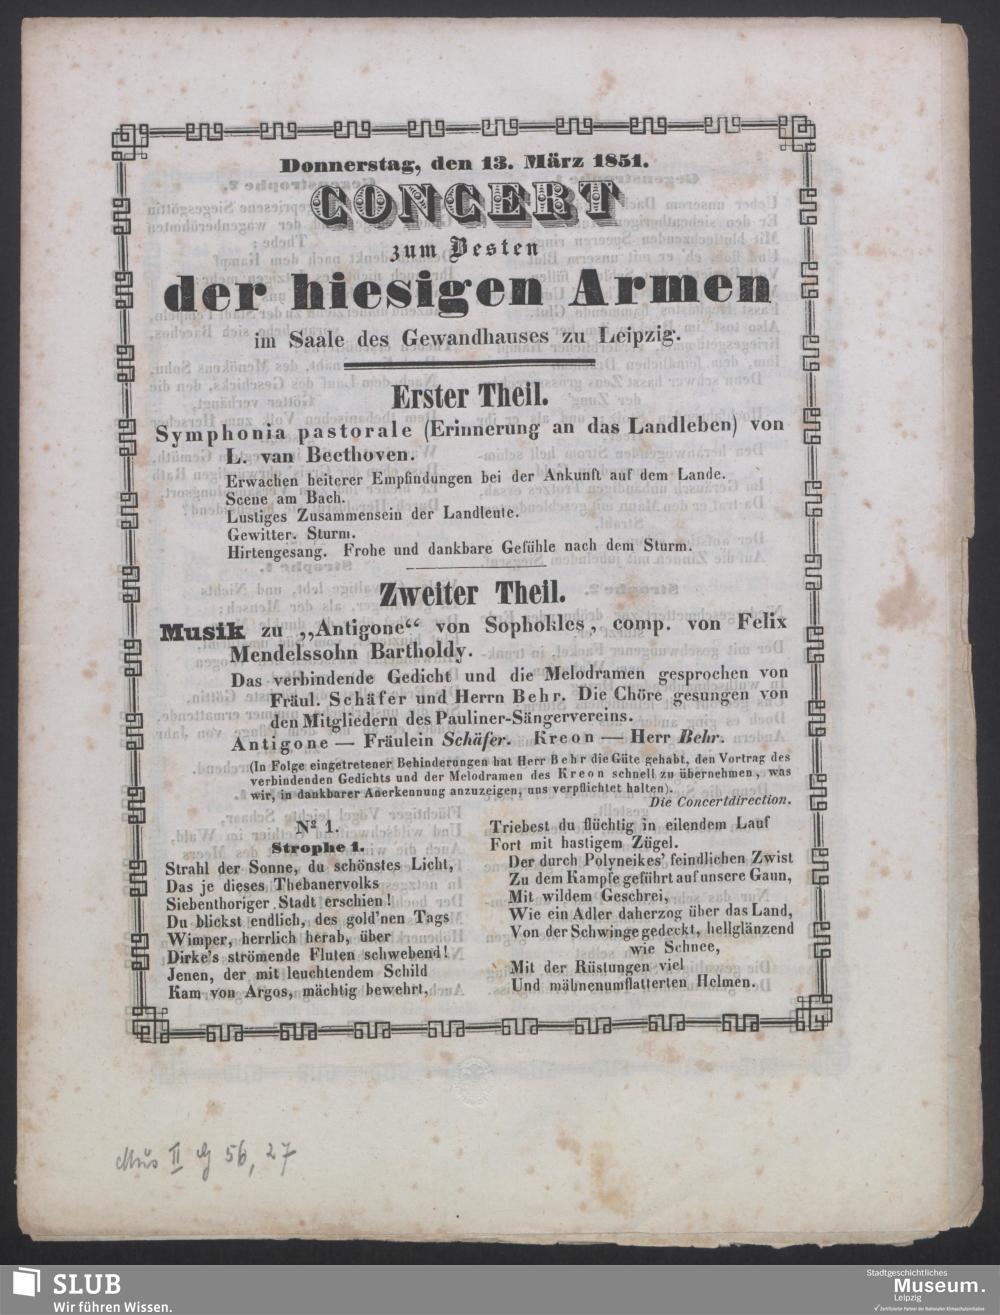 Donnerstag, den 13. März 1851.
CONCERT
zum Besten
der hiesigen Armen
im Saale des Gewandhauses zu Leipzig.
Erster Theil.
Symphonia pastorale (Erinnerung an das Landleben) von
L. van Beethoven.
Erwachen heiterer Empfindungen bei der Ankunft auf dem Lande.
Scene am Bach.
Lustiges Zusammensein der Landleute.
Gewitter. Sturm.
Hirtengesang. Frohe und dankbare Gefühle nach dem Sturm.
Zweiter Theil.
Musik zu „Antigone“ von Sophokles, comp. von Felix
Mendelssohn Bartholdy.
Das verbindende Gedicht und die Melodramen gesprochen von
Fräul. Schäfer und Herrn Behr. Die Chöre gesungen von
den Mitgliedern des Pauliner-Sängervereins.
Antigone — Fräulein Schäfer. Kreon — Herr Behr.
(In Folge eingetretener Behinderungen hat Herr Behr die Güte gehabt, den Vortrag des
verbindenden Gedichts und der Melodramen des Kreon schnell zu übernehmen, was
wir, in dankbarer Anerkennung anzuzeigen, uns verpflichtet halten).
Die Concertdirection.
No. 1.
Strophe 1.
Strahl der Sonne, du schönstes Licht,
Das je dieses Thebanervolks
Siebenthoriger Stadt erschien!
Du blickst endlich, des gold'nen Tags
Wimper, herrlich herab, über
Dirke's strömende Fluten schwebend!
Jenen, der mit leuchtendem Schild
Kam von Argos, mächtig bewehrt,
Triebest du flüchtig in eilendem Lauf
Fort mit hastigem Zügel.
Der durch Polyneikes' feindlichen Zwist
Zu dem Kampfe geführt auf unsere Gaun,
Mit wildem Geschrei,
Wie ein Adler daherzog über das Land,
Von der Schwinge gedeckt, hellglänzend
wie Schnee,
Mit der Rüstungen viel
Und mähnenumflatterten Helmen.
Mus II 56, 27
SLUB
Wir führen Wissen.
Stadtgeschichtliches
Museum.
Leipzig
Zertifizierter Partner der Nationalen Klimaschutzinitiative